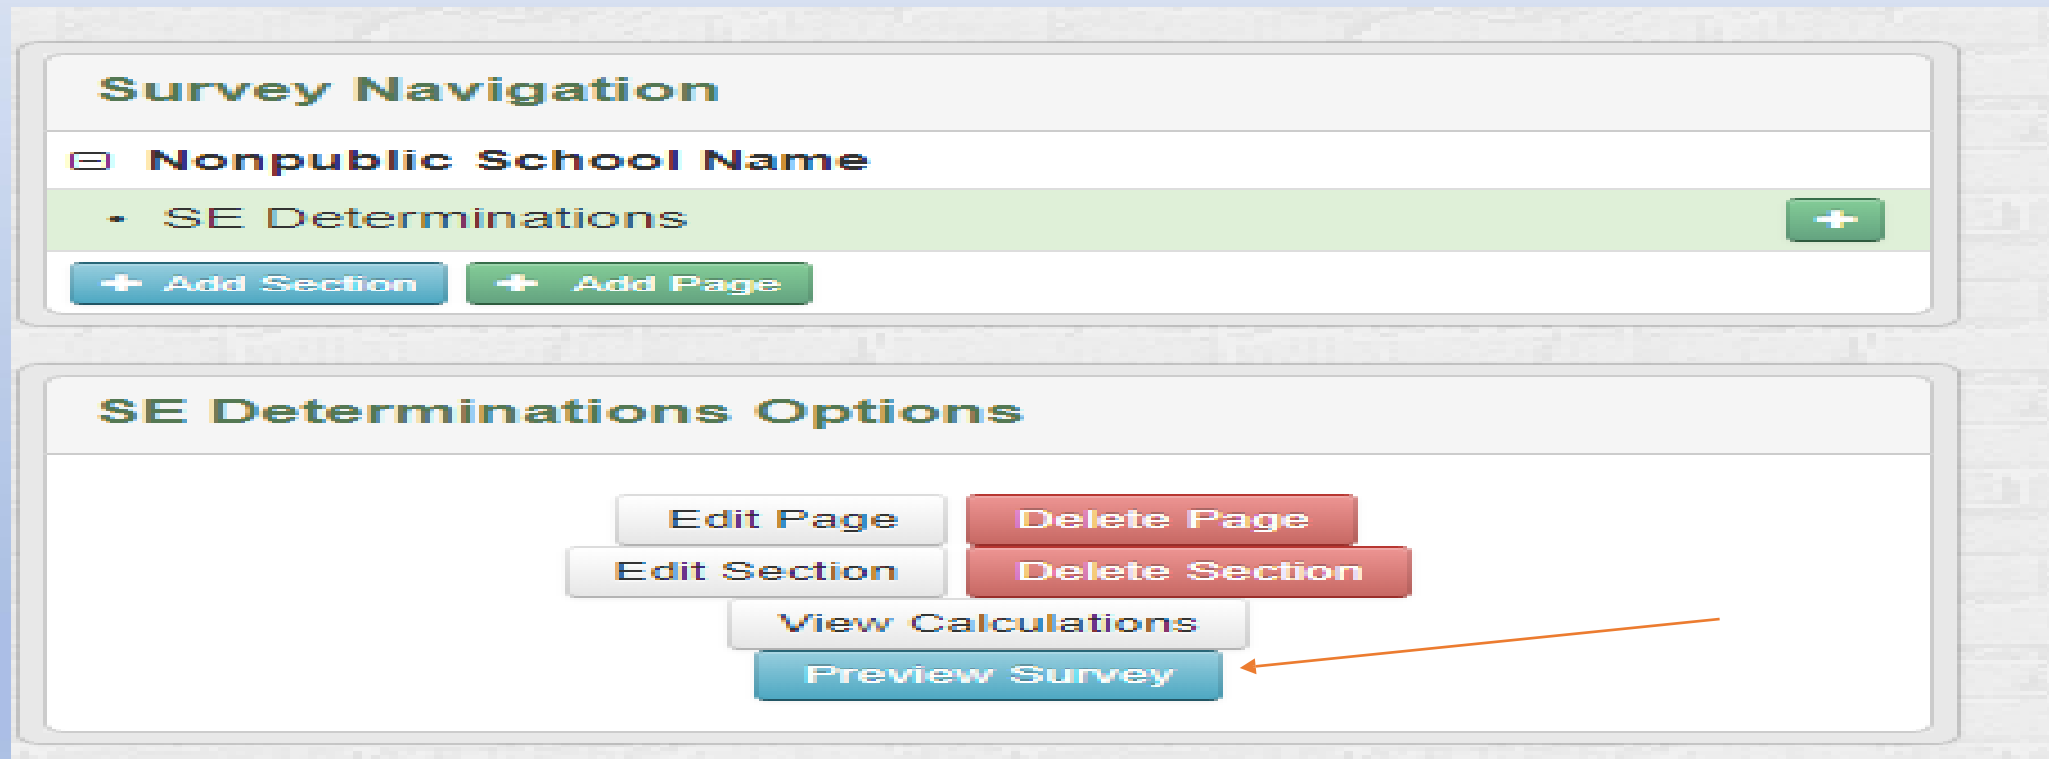 Survey Navigation
Nonpublic School Name
• SE Determinations
+
+ Add Section + Add Page
SE Determinations Options
Edit Page Delete Page
Edit Section Delete Section
View Calculations
Preview Survey